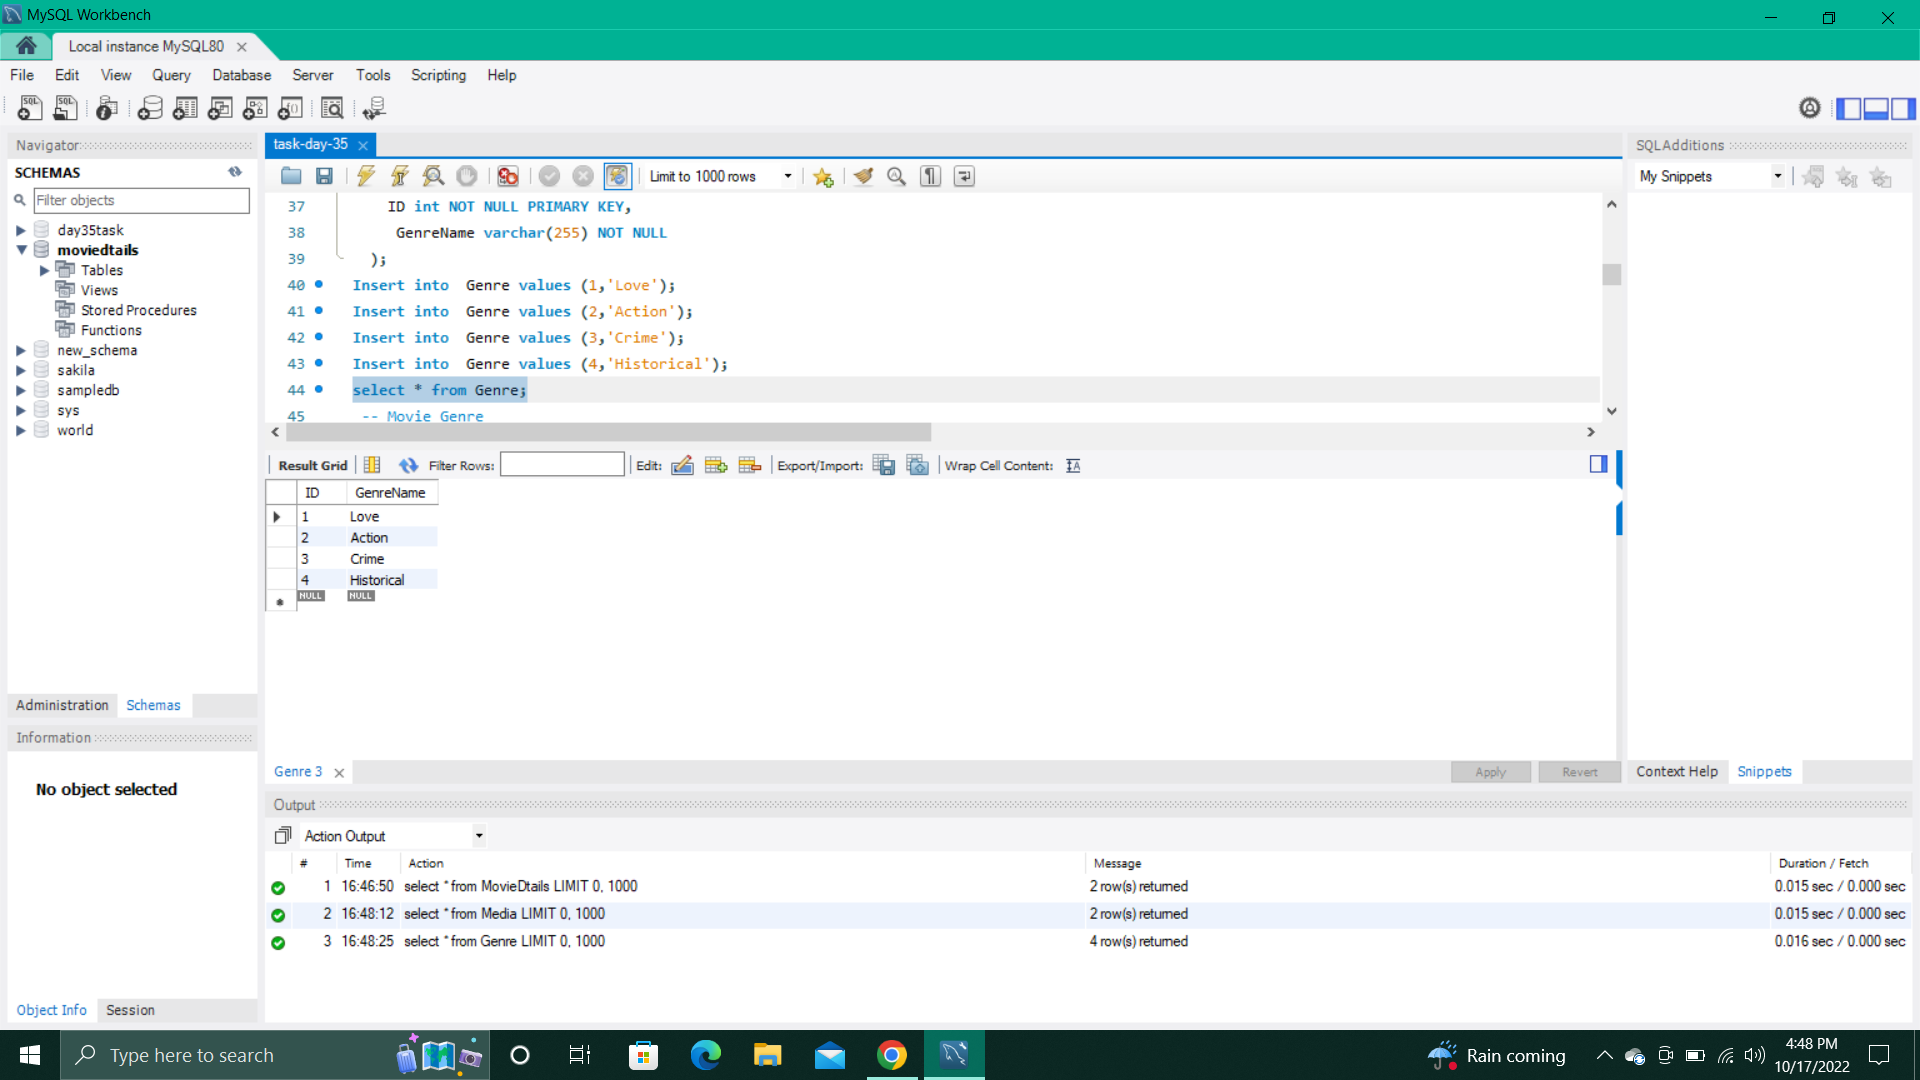 MySQL Workbench
Local instance MySQL80
File Edit View Query Database Server Tools Scripting Help
Navigator
SCHEMAS
Filter objects
day35task
moviedtails
Tables
Views
Stored Procedures
Functions
new_schema
sakila
sampledb
sys
world
Administration Schemas
Information
No object selected
Object Info Session
task-day-35
Limit to 1000 rows
37 ID int NOT NULL PRIMARY KEY,
38 GenreName varchar(255) NOT NULL
39 );
40 Insert into Genre values (1,'Love');
41 Insert into Genre values (2,'Action');
42 Insert into Genre values (3,'Crime');
43 Insert into Genre values (4,'Historical');
44 select * from Genre;
45 -- Movie Genre
Result Grid Filter Rows: Edit: Export/Import: Wrap Cell Content:
ID GenreName
1 Love
2 Action
3 Crime
4 Historical
NULL NULL
Genre 3 Apply Revert
SQLAdditions
My Snippets
Context Help Snippets
Output
Action Output
# Time Action Message Duration / Fetch
1 16:46:50 select * from MovieDtails LIMIT 0, 1000 2 row(s) returned 0.015 sec / 0.000 sec
2 16:48:12 select * from Media LIMIT 0, 1000 2 row(s) returned 0.015 sec / 0.000 sec
3 16:48:25 select * from Genre LIMIT 0, 1000 4 row(s) returned 0.016 sec / 0.000 sec
Type here to search
Rain coming
4:48 PM
10/17/2022